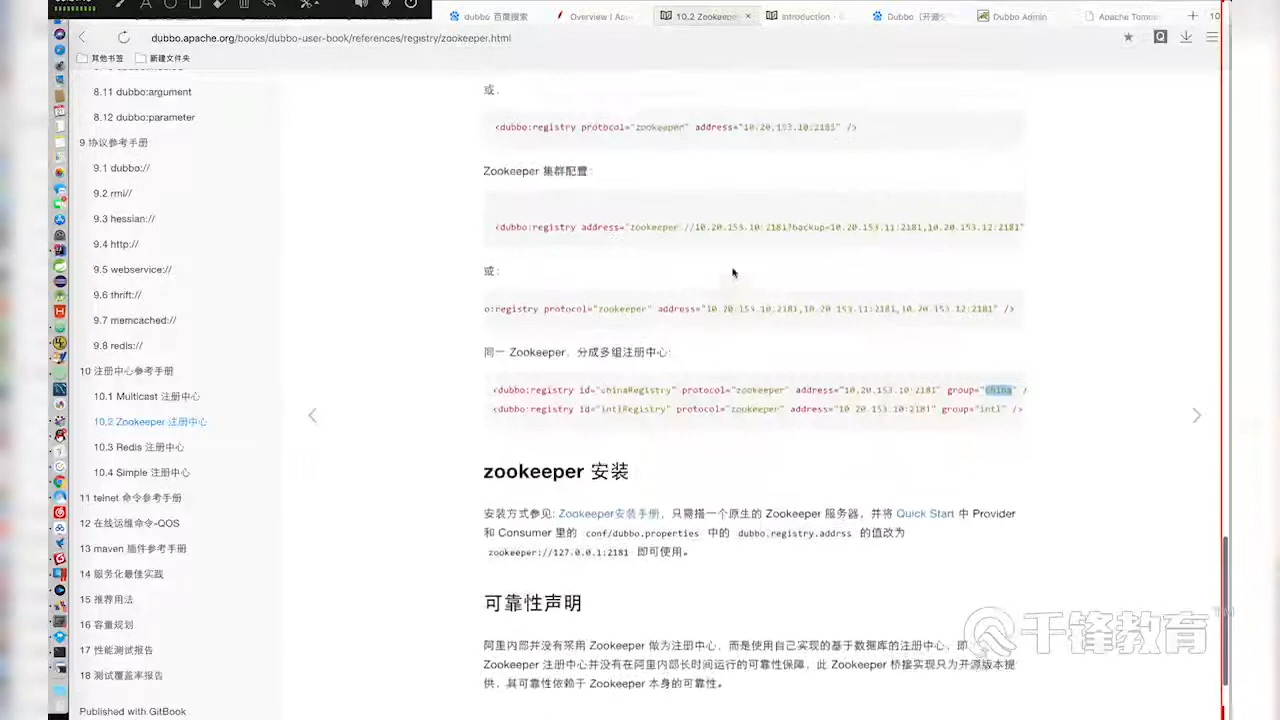 dubbo 百度搜索
Overview | Apa
10.2 Zookeepe
Introduction
Dubbo
Dubbo Admin
Apache Tomca
dubbo.apache.org/books/dubbo-user-book/references/registry/zookeeper.html
其他书签
新建文件夹
8.11 dubbo:argument
8.12 dubbo:parameter
9 协议参考手册
9.1 dubbo://
9.2 rmi//
9.3 hessian://
9.4 http://
9.5 webservice://
9.6 thrift://
9.7 memcached://
9.8 redis://
10 注册中心参考手册
10.1 Multicast 注册中心
10.2 Zookeeper 注册中心
10.3 Redis 注册中心
10.4 Simple 注册中心
11 telnet 命令参考手册
12 在线运维命令-QOS
13 maven 插件参考手册
14 服务化最佳实践
15 推荐用法
16 容量规划
17 性能测试报告
18 测试覆盖率报告
Published with GitBook
或:
<dubbo:registry protocol="zookeeper" address="10.20.153.10:2181" />
Zookeeper 集群配置:
<dubbo:registry address="zookeeper://10.20.153.10:2181?backup=10.20.153.11:2181,10.20.153.12:2181"
或:
o:registry protocol="zookeeper" address="10.20.153.10:2181,10.20.153.11:2181,10.20.153.12:2181" />
同一 Zookeeper，分成多组注册中心:
<dubbo:registry id="chinaRegistry" protocol="zookeeper" address="10.20.153.10:2181" group="china" /
<dubbo:registry id="intlRegistry" protocol="zookeeper" address="10.20.153.10:2181" group="intl" />
zookeeper 安装
安装方式参见: Zookeeper安装手册，只需搭一个原生的 Zookeeper 服务器，并将 Quick Start 中 Provider
和 Consumer 里的 conf/dubbo.properties 中的 dubbo.registry.addrss 的值改为
zookeeper://127.0.0.1:2181 即可使用。
可靠性声明
阿里内部并没有采用 Zookeeper 做为注册中心，而是使用自己实现的基于数据库的注册中心，即:
Zookeeper 注册中心并没有在阿里内部长时间运行的可靠性保障，此 Zookeeper 桥接实现只为开源版本提
供，其可靠性依赖于 Zookeeper 本身的可靠性。
千锋教育
TM